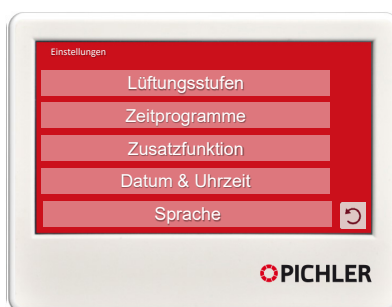 Einstellungen
Lüftungsstufen
Zeitprogramme
Zusatzfunktion
Datum & Uhrzeit
Sprache
PICHLER